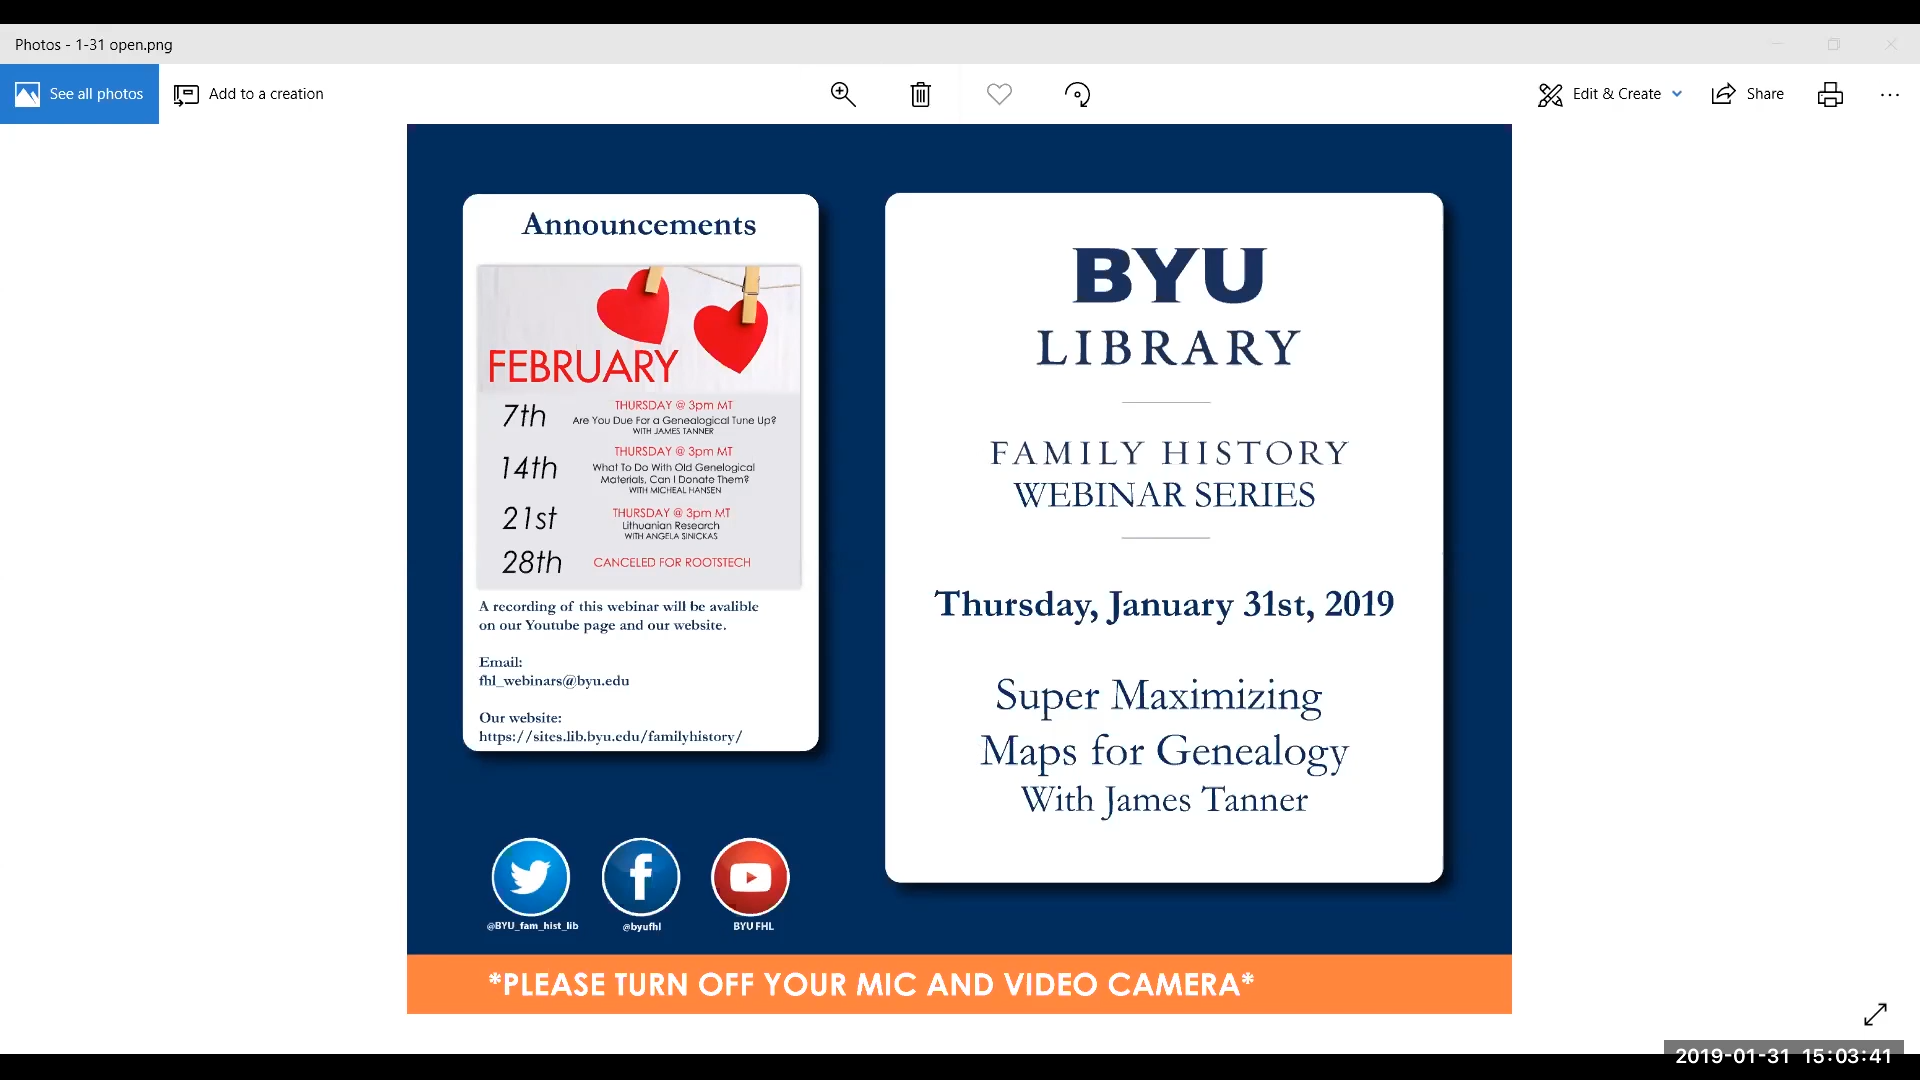 Photos - 1-31 open.png
See all photos
Add to a creation
Edit & Create
Share
Announcements
FEBRUARY
7th
THURSDAY @ 3pm MT
Are You Due For a Genealogical Tune Up?
WITH JAMES TANNER
14th
THURSDAY @ 3pm MT
What To Do With Old Genelogical
Materials, Can I Donate Them?
WITH MICHEAL HANSEN
21st
THURSDAY @ 3pm MT
Lithuanian Research
WITH ANGELA SINICKAS
28th
CANCELED FOR ROOTSTECH
A recording of this webinar will be avalible
on our Youtube page and our website.
Email:
fhl_webinars@byu.edu
Our website:
https://sites.lib.byu.edu/familyhistory/
@BYU_fam_hist_lib
@byufhl
BYU FHL
BYU
LIBRARY
FAMILY HISTORY
WEBINAR SERIES
Thursday, January 31st, 2019
Super Maximizing
Maps for Genealogy
With James Tanner
*PLEASE TURN OFF YOUR MIC AND VIDEO CAMERA*
2019-01-31 15:03:41